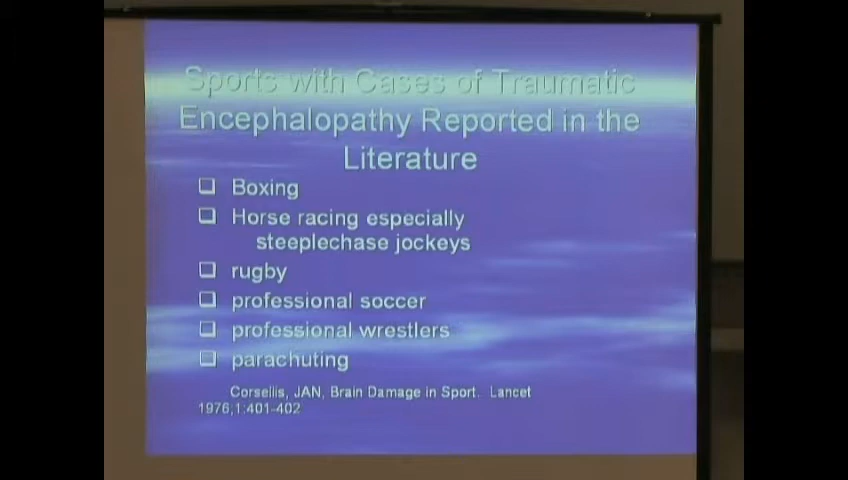 Sports with Cases of Traumatic
Encephalopathy Reported in the
Literature
Boxing
Horse racing especially
steeplechase jockeys
rugby
professional soccer
professional wrestlers
parachuting
Corsellis, JAN, Brain Damage in Sport. Lancet
1976;1:401-402